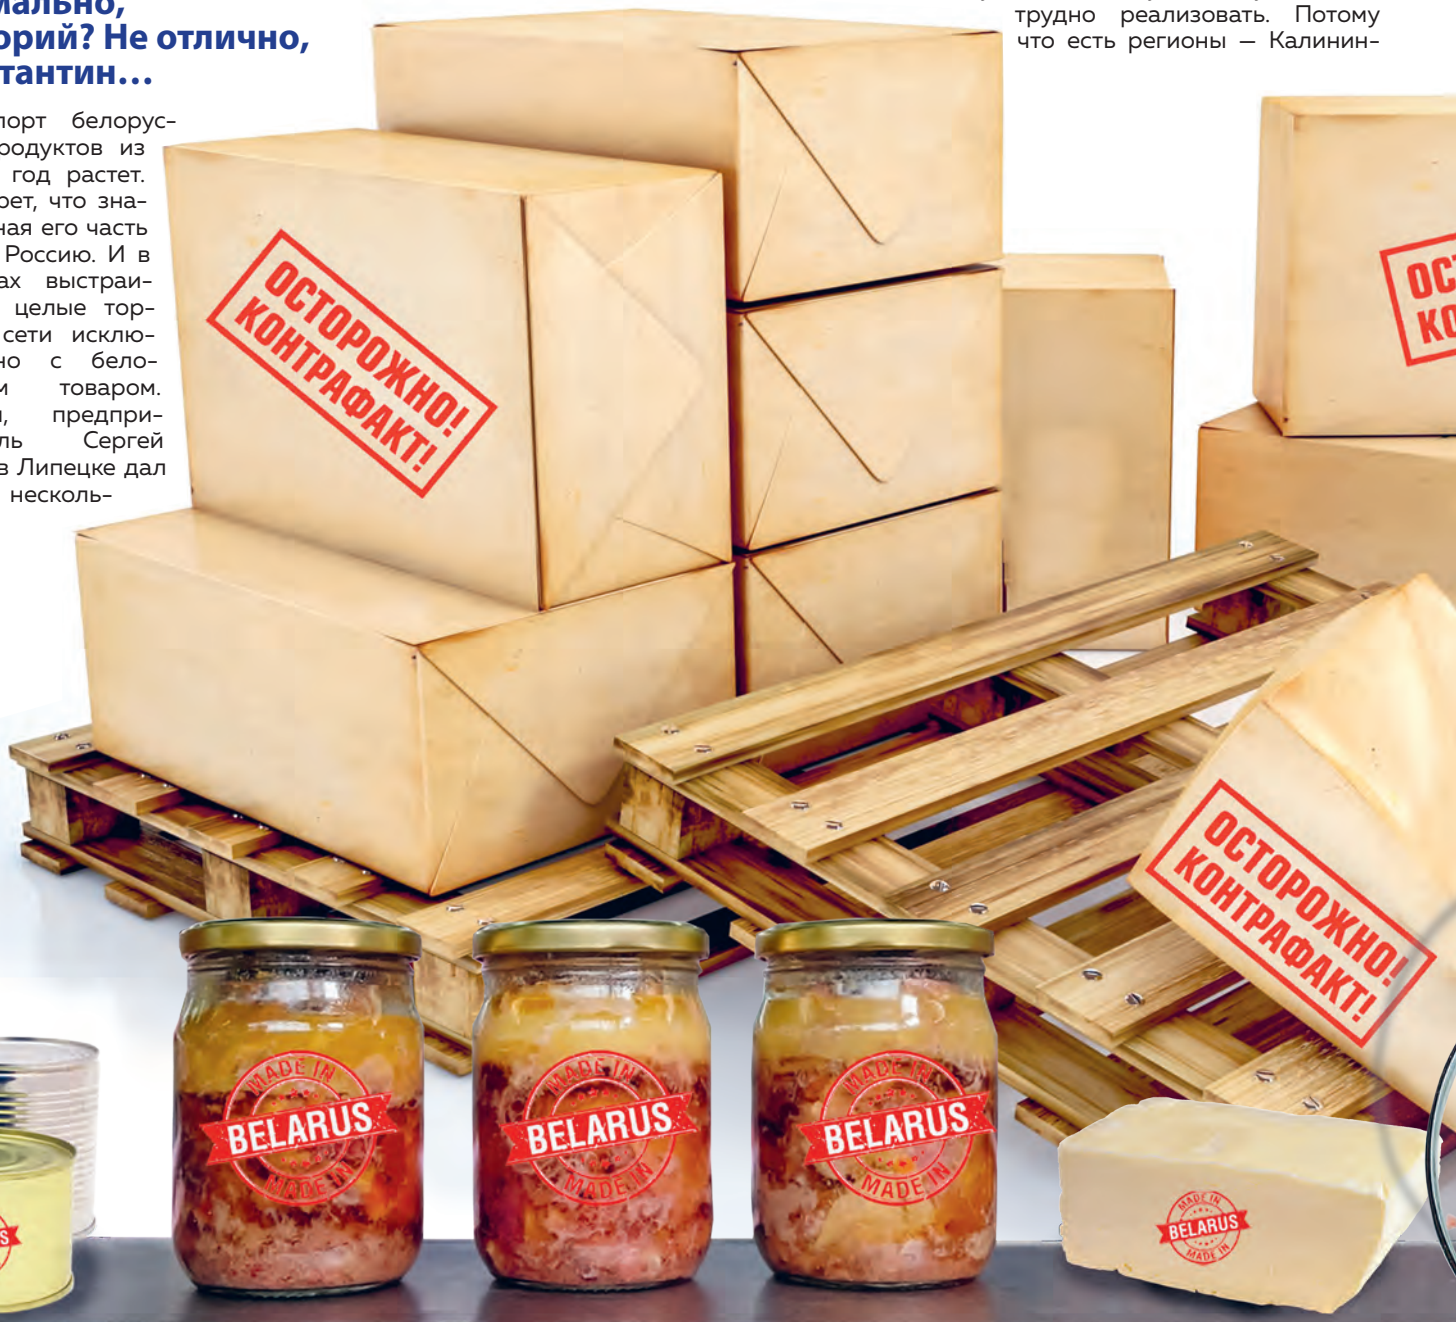 мально,
орий? Не отлично,
тантин…
порт белорус-
родуктов из
год растет.
рет, что зна-
ная его часть
Россию. И в
ах выстраи-
целые тор-
сети исклю-
но с бело-
м товаром.
, предпри-
ль Сергей
в Липецке дал
несколь-
трудно реализовать. Потому
что есть регионы — Калинин-
ОСТОРОЖНО!
КОНТРАФАКТ!
ОС
КО
ОСТОРОЖНО!
КОНТРАФАКТ!
MADE IN
BELARUS
MADE IN
MADE IN
BELARUS
MADE IN
MADE IN
BELARUS
MADE IN
MADE IN
BELARUS
MADE IN
S